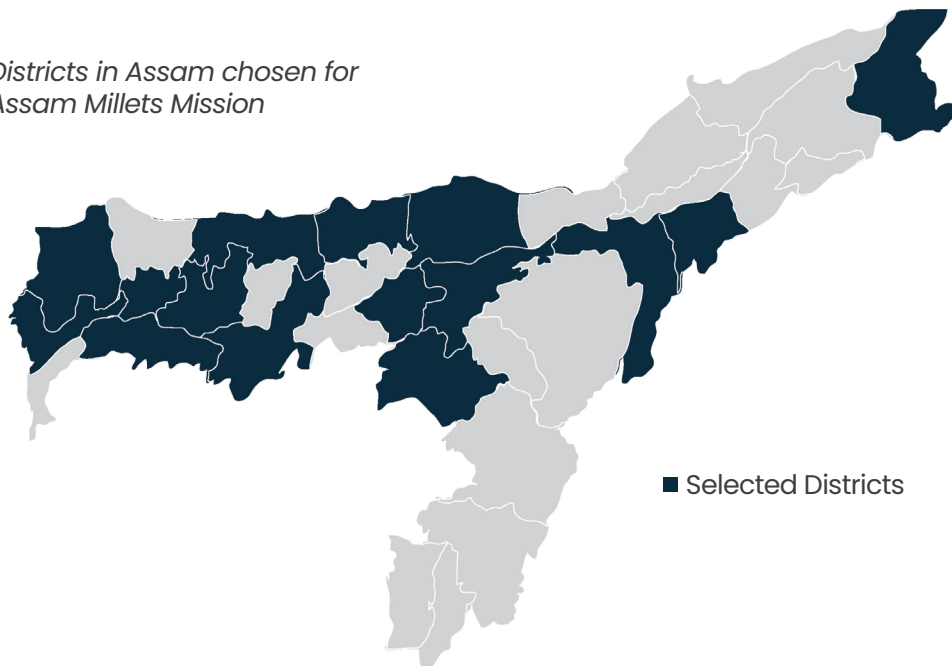 Districts in Assam chosen for
Assam Millets Mission
Selected Districts